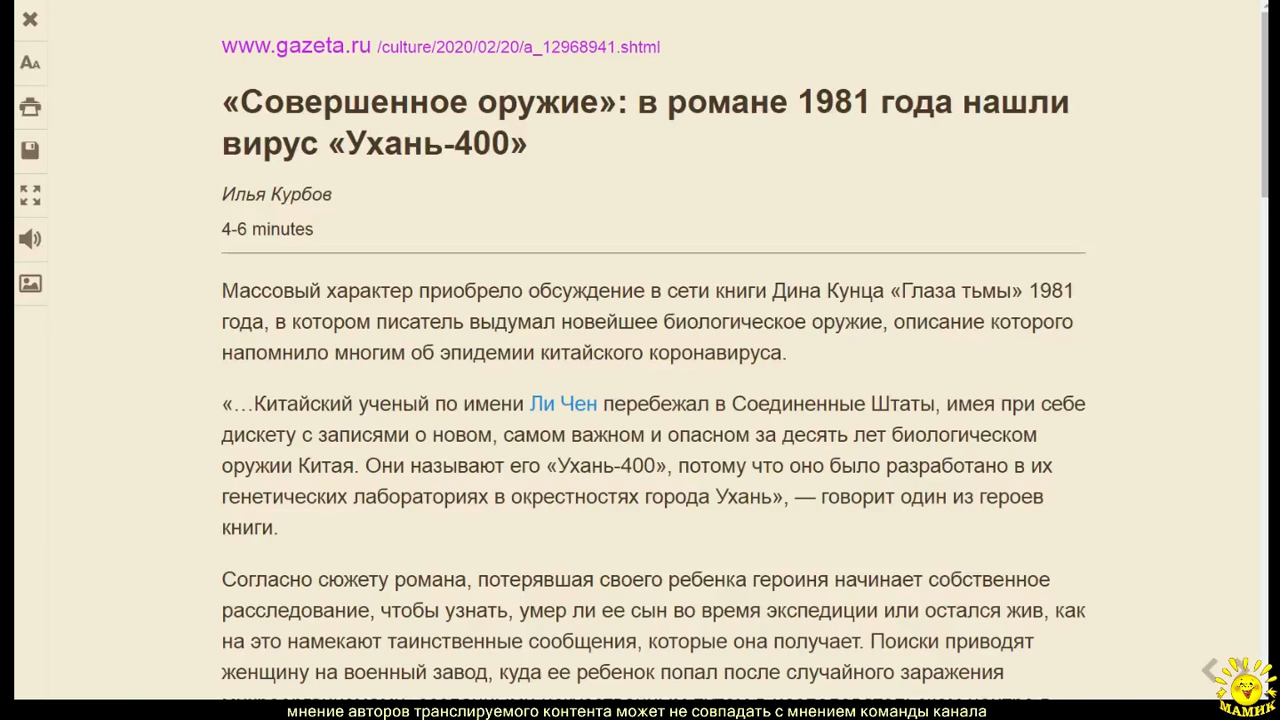 www.gazeta.ru /culture/2020/02/20/a_12968941.shtml
«Совершенное оружие»: в романе 1981 года нашли
вирус «Ухань-400»
Илья Курбов
4-6 minutes
Массовый характер приобрело обсуждение в сети книги Дина Кунца «Глаза тьмы» 1981
года, в котором писатель выдумал новейшее биологическое оружие, описание которого
напомнило многим об эпидемии китайского коронавируса.
«…Китайский ученый по имени Ли Чен перебежал в Соединенные Штаты, имея при себе
дискету с записями о новом, самом важном и опасном за десять лет биологическом
оружии Китая. Они называют его «Ухань-400», потому что оно было разработано в их
генетических лабораториях в окрестностях города Ухань», — говорит один из героев
книги.
Согласно сюжету романа, потерявшая своего ребенка героиня начинает собственное
расследование, чтобы узнать, умер ли ее сын во время экспедиции или остался жив, как
на это намекают таинственные сообщения, которые она получает. Поиски приводят
женщину на военный завод, куда ее ребенок попал после случайного заражения
мнение авторов транслируемого контента может не совпадать с мнением команды канала
МАМИК